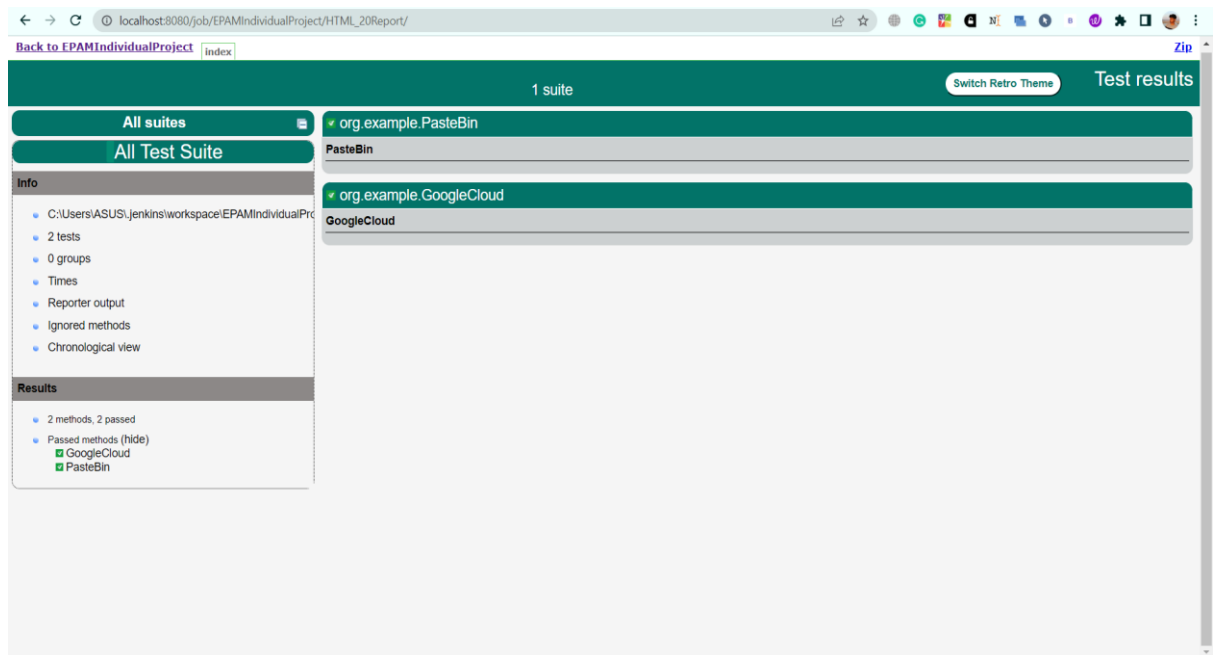 localhost:8080/job/EPAMIndividualProject/HTML_20Report/
Back to EPAMIndividualProject
index
Zip
1 suite
Switch Retro Theme
Test results
All suites
All Test Suite
Info
C:\Users\ASUS\.jenkins\workspace\EPAMIndividualPro
2 tests
0 groups
Times
Reporter output
Ignored methods
Chronological view
Results
2 methods, 2 passed
Passed methods (hide)
GoogleCloud
PasteBin
org.example.PasteBin
PasteBin
org.example.GoogleCloud
GoogleCloud